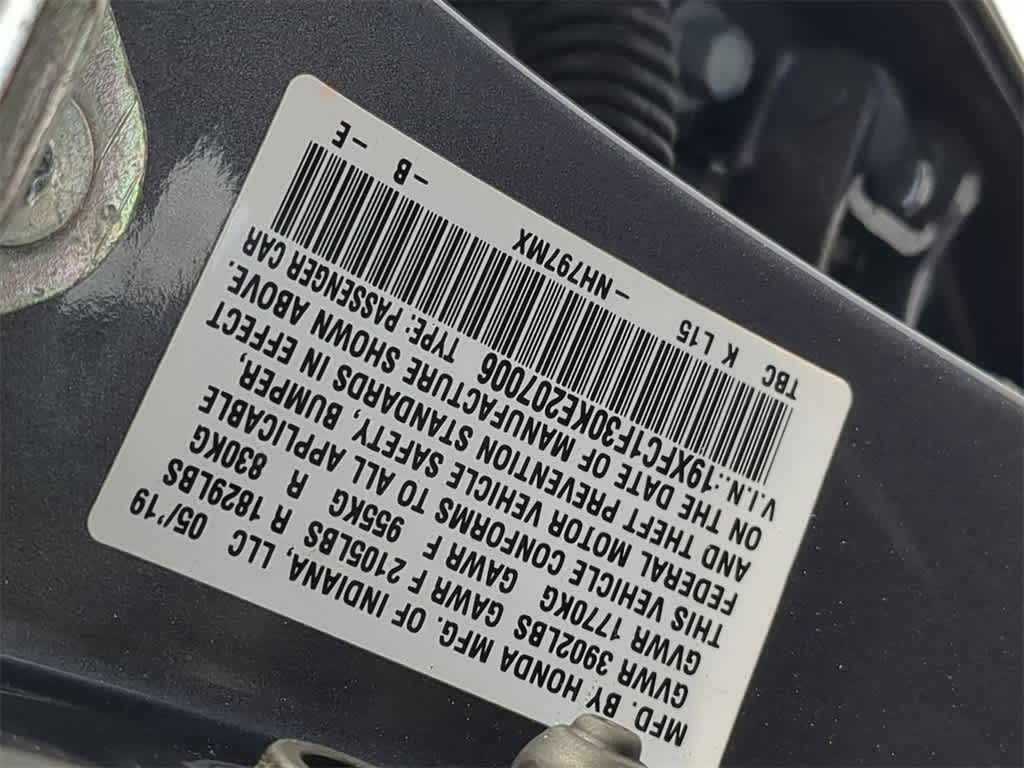 MFD. BY HONDA MFG. OF INDIANA, LLC 05/'19
GVWR 3902LBS GAWR F 2105LBS R 1829LBS
GVWR 1770KG GAWR F 955KG R 830KG
THIS VEHICLE CONFORMS TO ALL APPLICABLE
FEDERAL MOTOR VEHICLE SAFETY, BUMPER,
AND THEFT PREVENTION STANDARDS IN EFFECT
ON THE DATE OF MANUFACTURE SHOWN ABOVE.
V.I.N.:19XFC1F30KE207006 TYPE: PASSENGER CAR
TBC K L15 –NH797MX –B –E